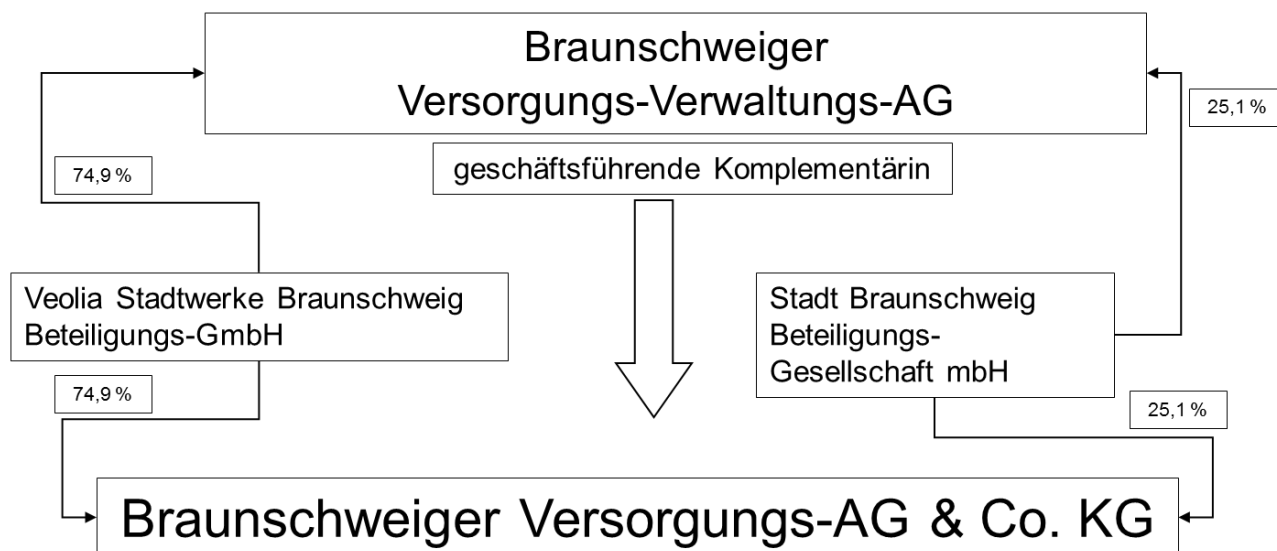 Braunschweiger
Versorgungs-Verwaltungs-AG
25,1 %
74,9 %
geschäftsführende Komplementärin
Veolia Stadtwerke Braunschweig
Beteiligungs-GmbH
Stadt Braunschweig
Beteiligungs-
Gesellschaft mbH
74,9 %
25,1 %
Braunschweiger Versorgungs-AG & Co. KG